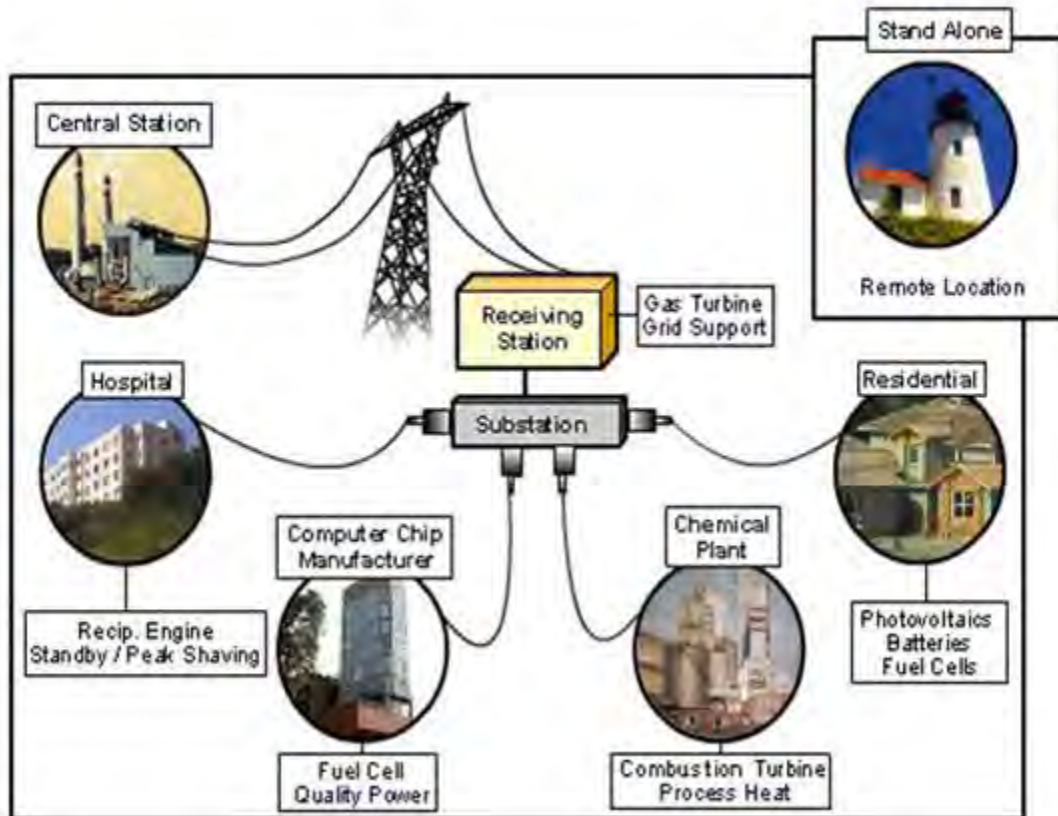 Stand Alone
Central Station
Remote Location
Receiving
Station
Gas Turbine
Grid Support
Hospital
Residential
Substation
Computer Chip
Manufacturer
Chemical
Plant
Recip. Engine
Standby / Peak Shaving
Photovoltaics
Batteries
Fuel Cells
Fuel Cell
Quality Power
Combustion Turbine
Process Heat